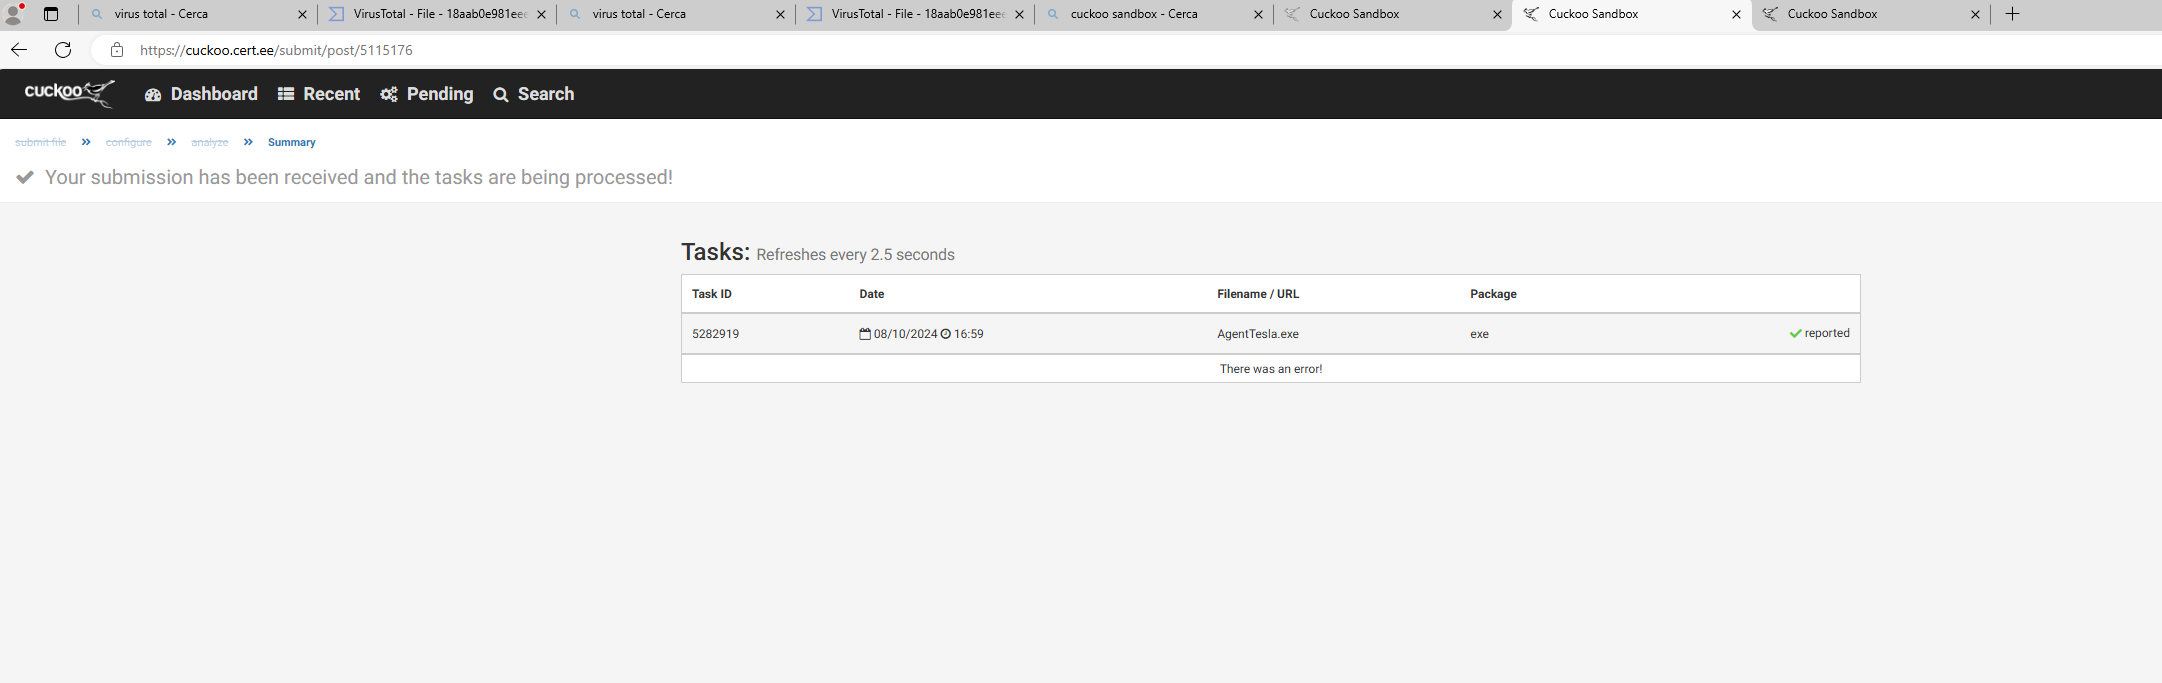 virus total - Cerca
VirusTotal - File - 18aab0e981eee
virus total - Cerca
VirusTotal - File - 18aab0e981eee
cuckoo sandbox - Cerca
Cuckoo Sandbox
Cuckoo Sandbox
Cuckoo Sandbox
https://cuckoo.cert.ee/submit/post/5115176
cuckoo Dashboard Recent Pending Search
submit file » configure » analyze » Summary
Your submission has been received and the tasks are being processed!
Tasks: Refreshes every 2.5 seconds
Task ID Date Filename / URL Package
5282919 08/10/2024 16:59 AgentTesla.exe exe reported
There was an error!